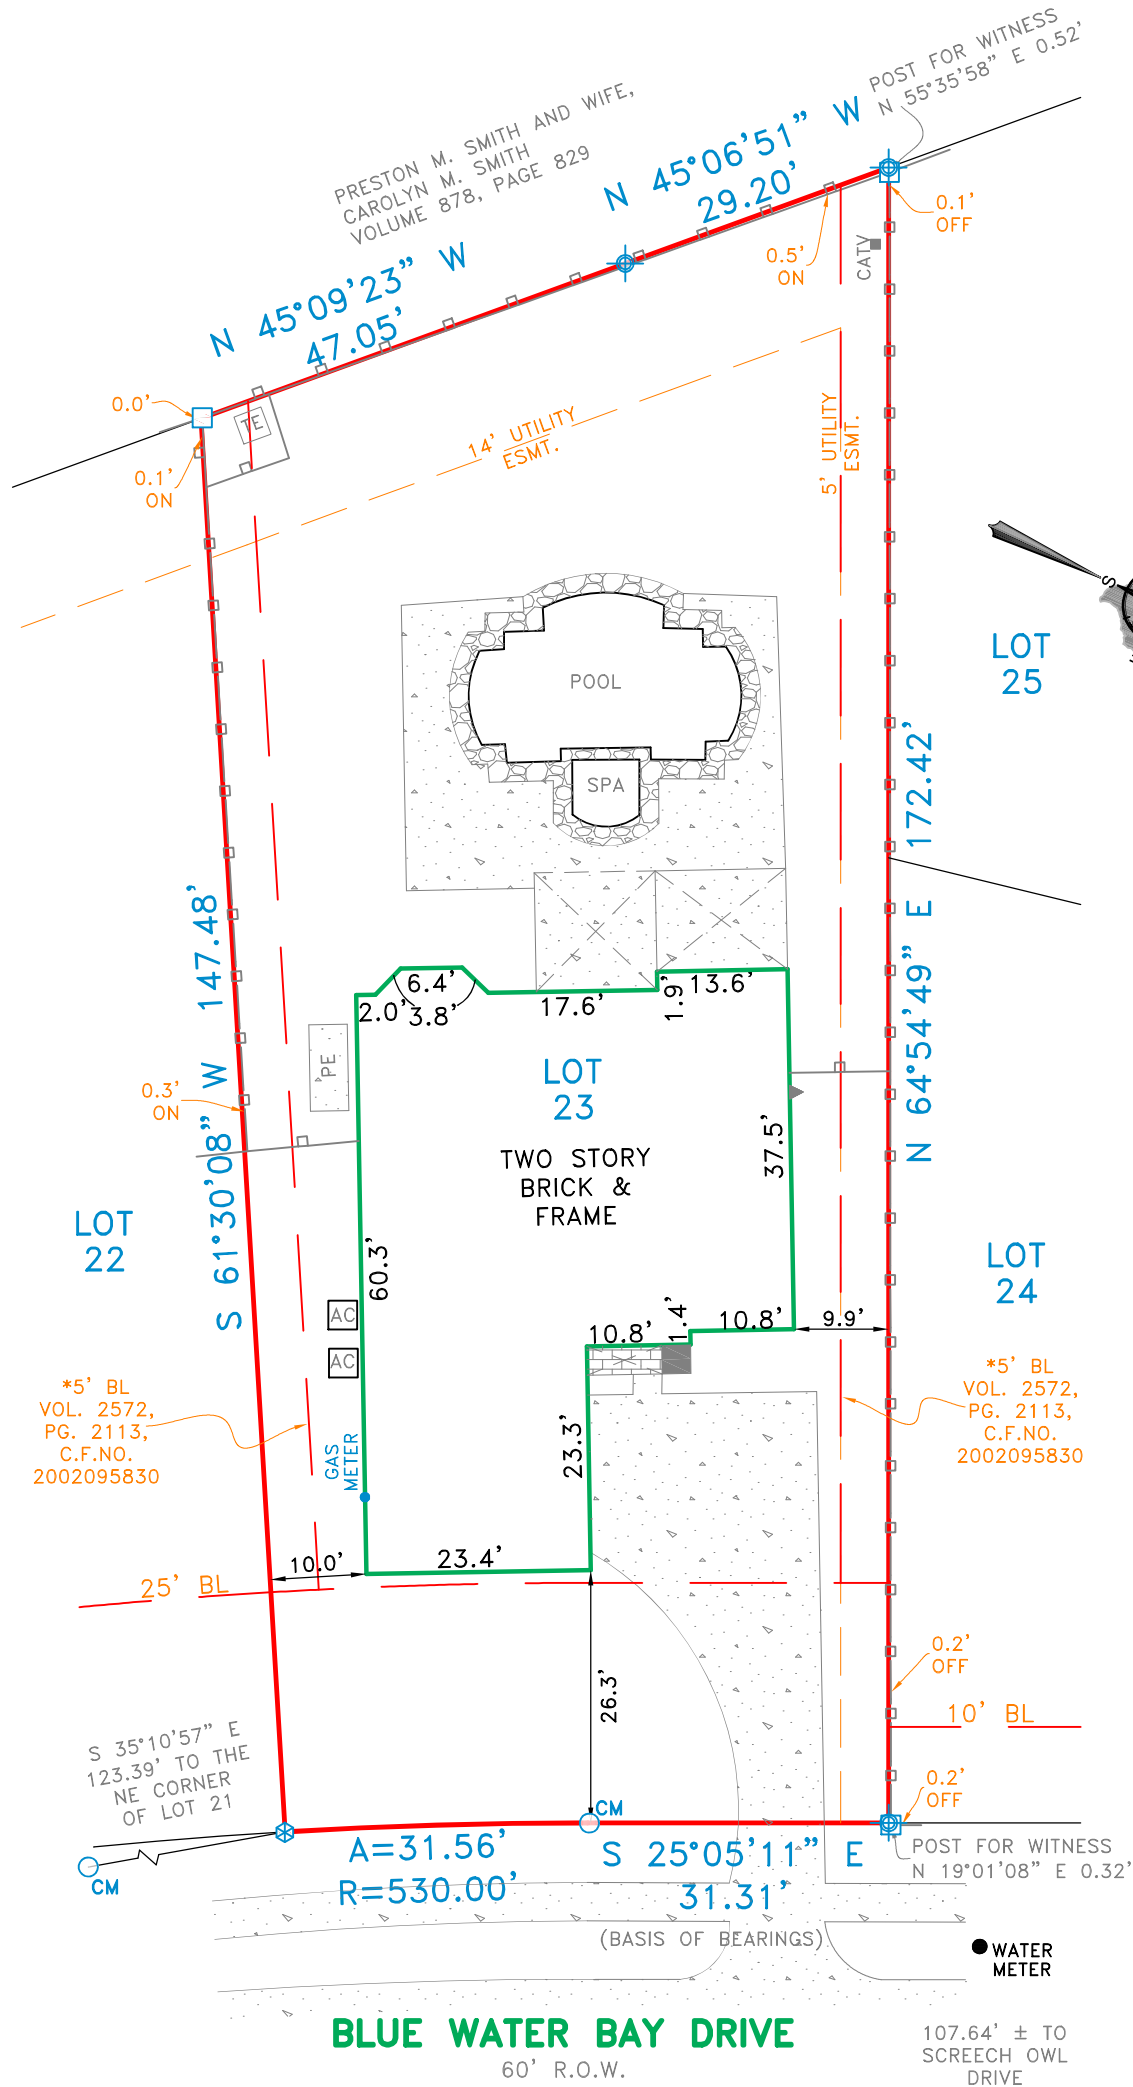 POST FOR WITNESS
N 55°35'58" E 0.52'
PRESTON M. SMITH AND WIFE,
CAROLYN M. SMITH
VOLUME 878, PAGE 829
N 45°06'51" W
29.20'
N 45°09'23" W
47.05'
0.1'
OFF
0.5'
ON
CATV
0.0'
TE
0.1'
ON
14' UTILITY
ESMT.
5' UTILITY
ESMT.
S
LOT
25
POOL
SPA
N 64°54'49" E 172.42'
S 61°30'08" W 147.48'
6.4'
2.0'
3.8'
17.6'
1.9'
13.6'
PE
0.3'
ON
LOT
23
TWO STORY
BRICK &
FRAME
37.5'
60.3'
LOT
22
LOT
24
AC
AC
10.8'
1.4'
10.8'
9.9'
*5' BL
VOL. 2572,
PG. 2113,
C.F.NO.
2002095830
*5' BL
VOL. 2572,
PG. 2113,
C.F.NO.
2002095830
GAS
METER
23.3'
23.4'
10.0'
25' BL
26.3'
0.2'
OFF
10' BL
S 35°10'57" E
123.39' TO THE
NE CORNER
OF LOT 21
0.2'
OFF
CM
CM
A=31.56'
R=530.00'
S 25°05'11" E
31.31'
(BASIS OF BEARINGS)
POST FOR WITNESS
N 19°01'08" E 0.32'
WATER
METER
BLUE WATER BAY DRIVE
60' R.O.W.
107.64' ± TO
SCREECH OWL
DRIVE